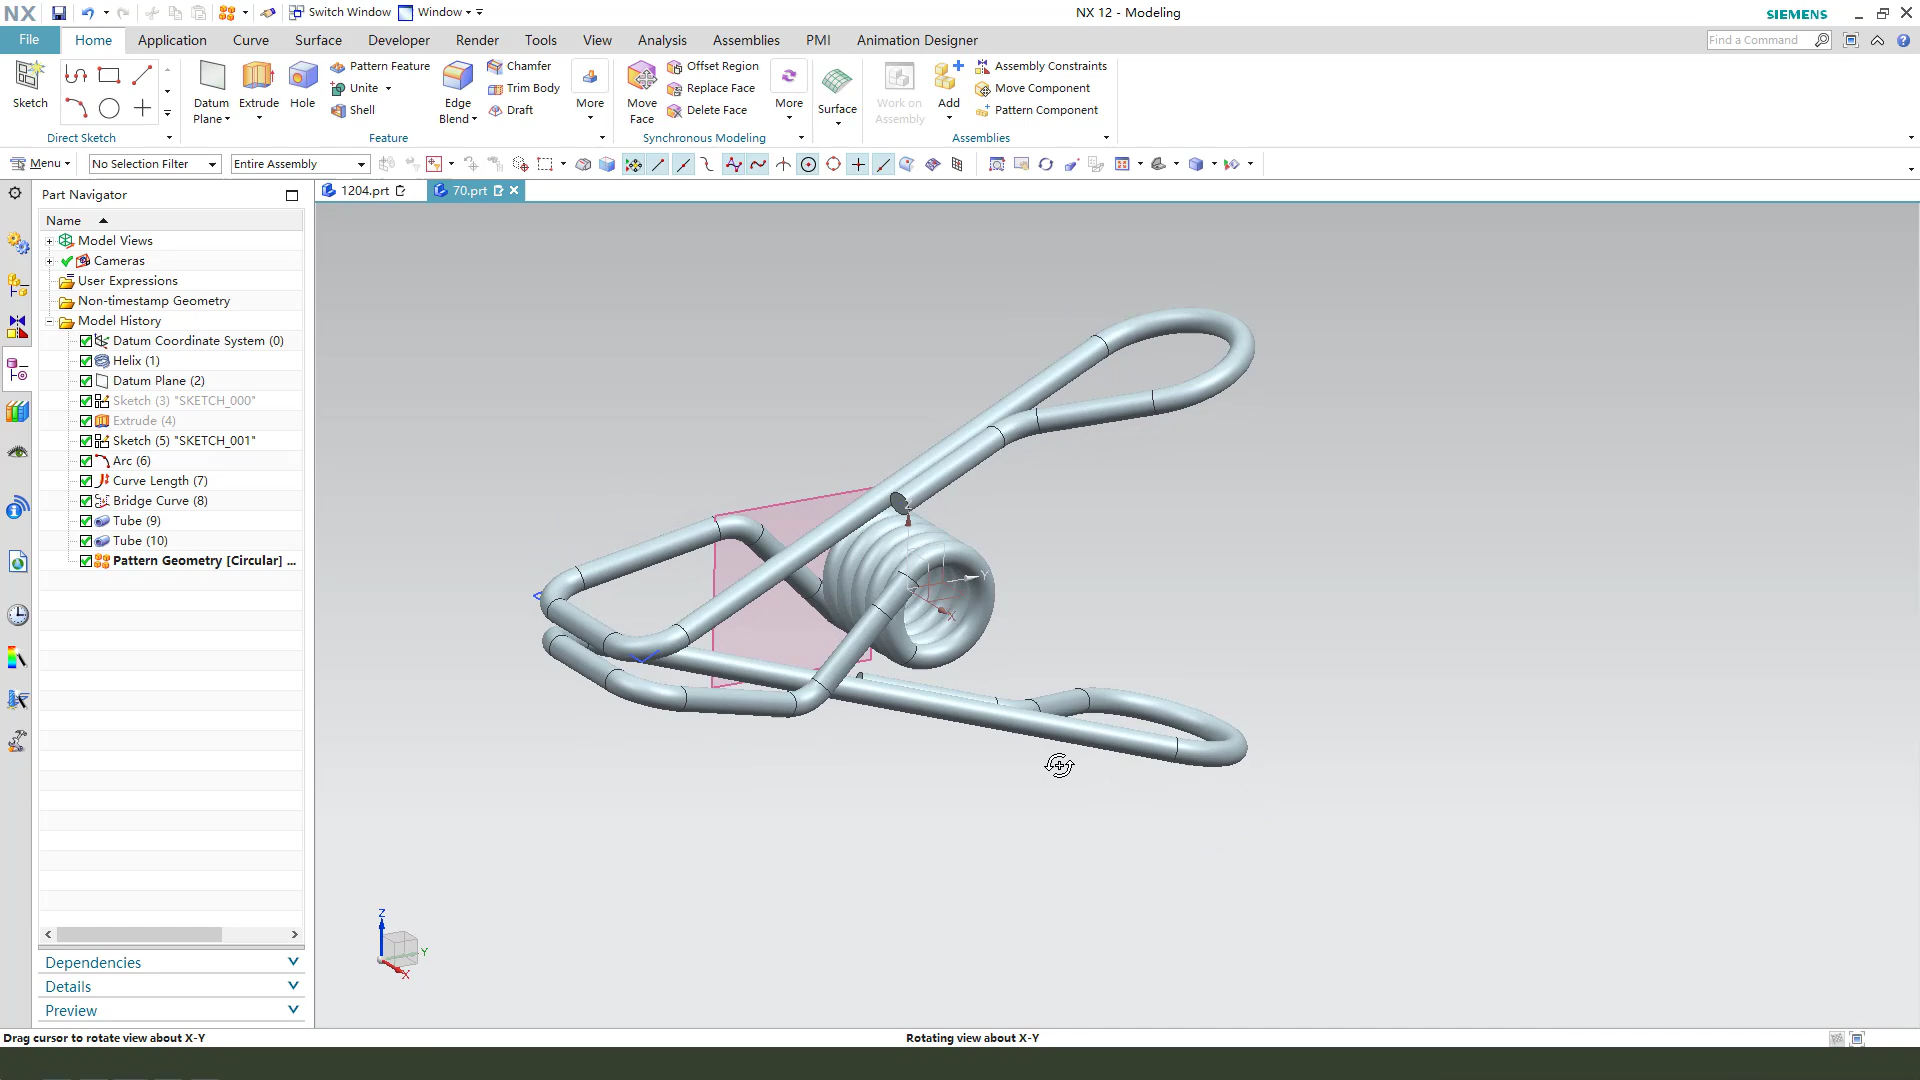 NX
Switch Window
Window
NX 12 - Modeling
SIEMENS
File
Home
Application
Curve
Surface
Developer
Render
Tools
View
Analysis
Assemblies
PMI
Animation Designer
Find a Command
Sketch
Direct Sketch
Datum Plane
Extrude
Hole
Pattern Feature
Unite
Shell
Edge Blend
Chamfer
Trim Body
Draft
More
Feature
Move Face
Offset Region
Replace Face
Delete Face
More
Synchronous Modeling
Surface
Work on Assembly
Add
Assembly Constraints
Move Component
Pattern Component
Assemblies
Menu
No Selection Filter
Entire Assembly
Part Navigator
1204.prt
70.prt
Name
Model Views
Cameras
User Expressions
Non-timestamp Geometry
Model History
Datum Coordinate System (0)
Helix (1)
Datum Plane (2)
Sketch (3) "SKETCH_000"
Extrude (4)
Sketch (5) "SKETCH_001"
Arc (6)
Curve Length (7)
Bridge Curve (8)
Tube (9)
Tube (10)
Pattern Geometry [Circular] ...
Dependencies
Details
Preview
Z
Y
X
Z
Y
X
Drag cursor to rotate view about X-Y
Rotating view about X-Y